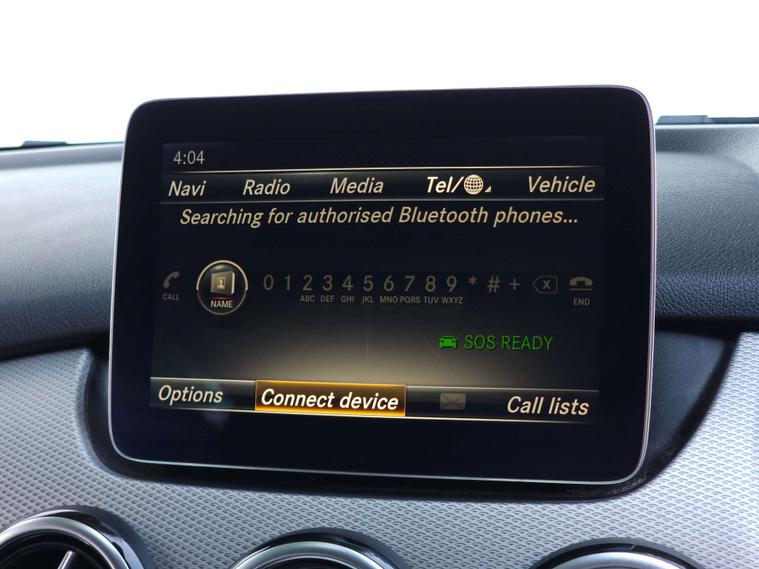 4:04
Navi Radio Media Tel/ Vehicle
Searching for authorised Bluetooth phones...
CALL NAME 0 1 2 3 4 5 6 7 8 9 * # + X END
ABC DEF GHI JKL MNO PQRS TUV WXYZ
SOS READY
Options Connect device Call lists